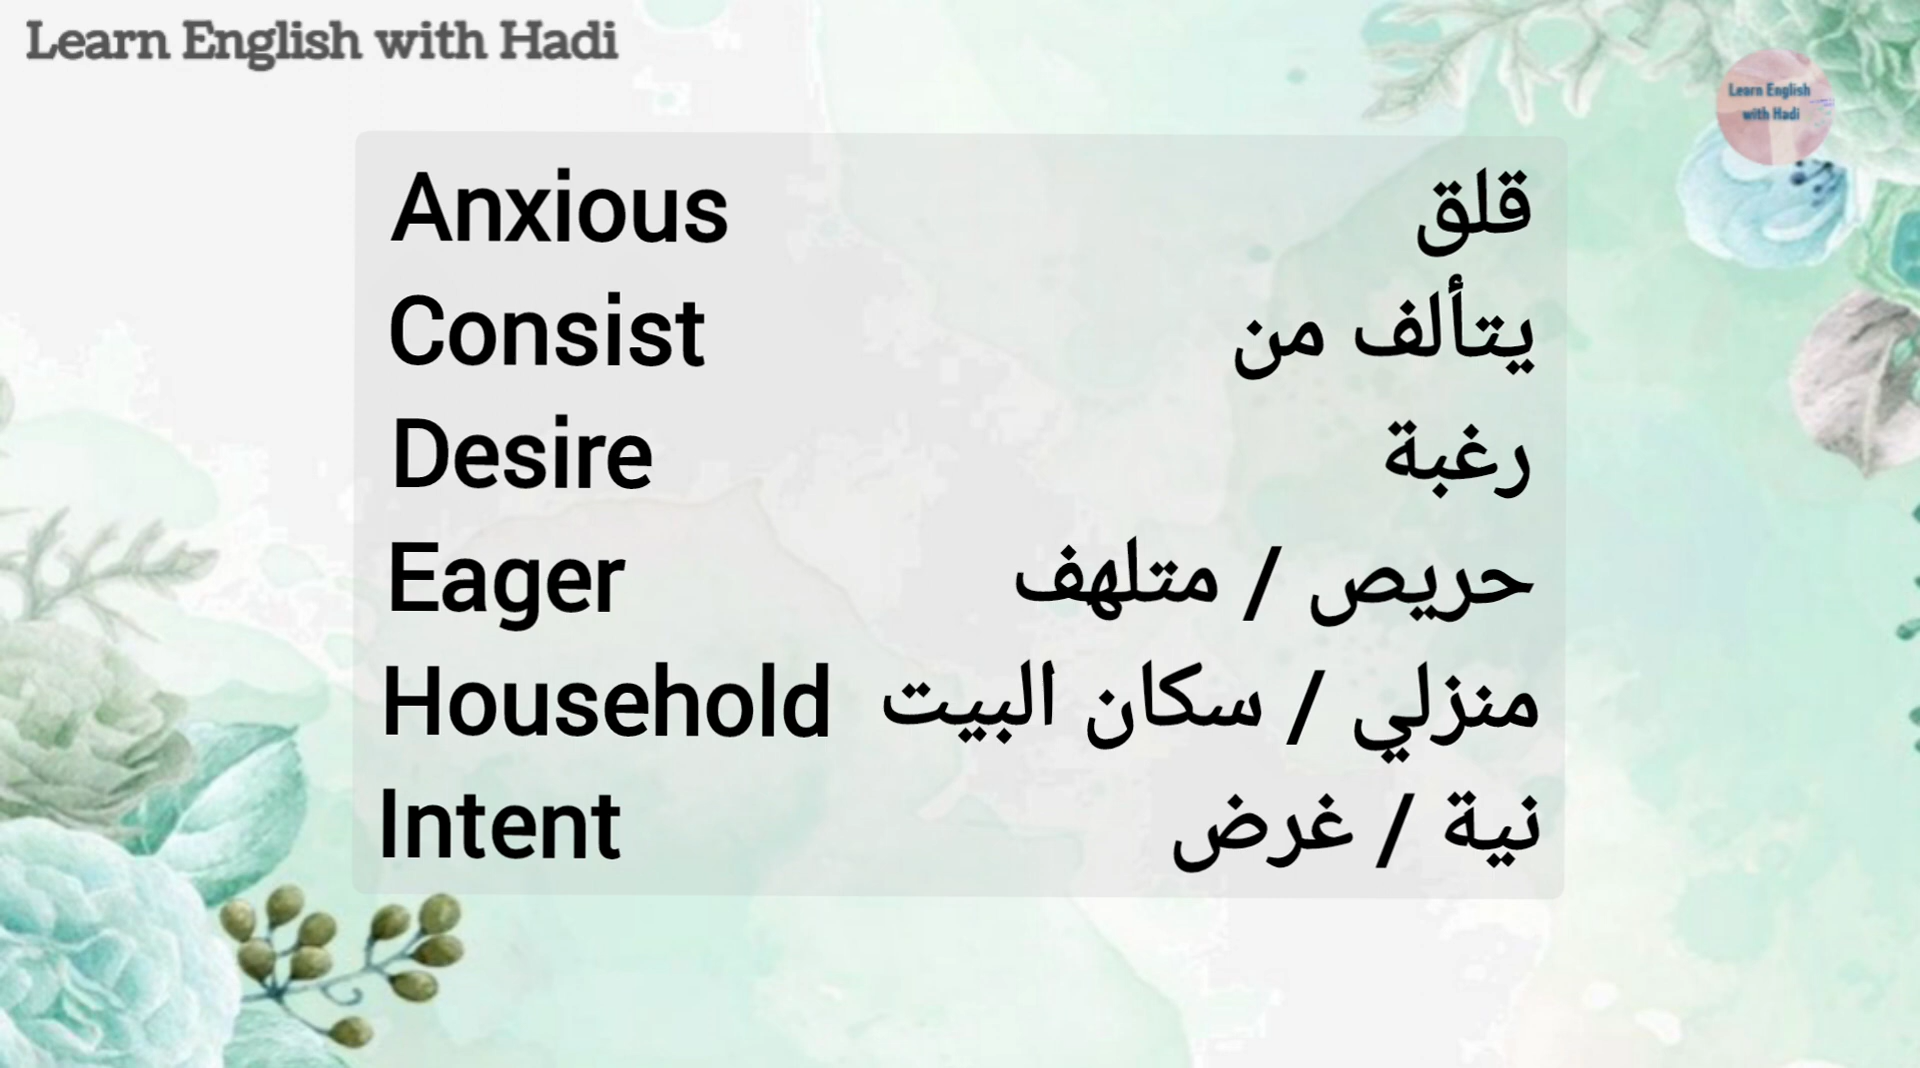 Learn English with Hadi
Learn English
with Hadi
Anxious قلق
Consist يتألف من
Desire رغبة
Eager حريص / متلهف
Household منزلي / سكان البيت
Intent نية / غرض